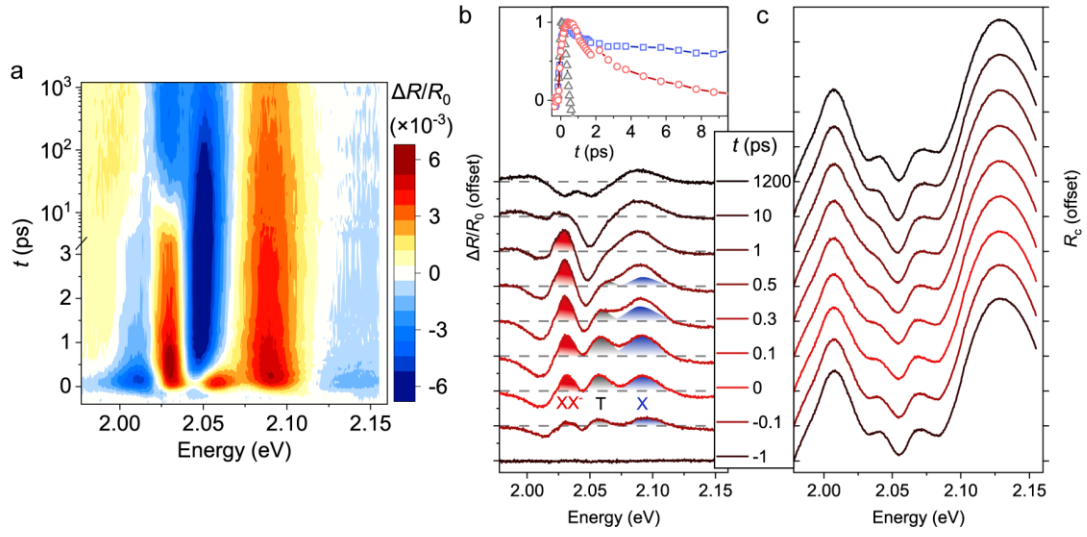 a
10³
10²
10¹
3
2
1
0
t (ps)
2.00 2.05 2.10 2.15
Energy (eV)
ΔR/R₀
(×10⁻³)
6
3
0
-3
-6
b
1
0
0 2 4 6 8
t (ps)
ΔR/R₀ (offset)
XX⁻ T X
2.00 2.05 2.10 2.15
Energy (eV)
t (ps)
1200
10
1
0.5
0.3
0.1
0
-0.1
-1
c
R_c (offset)
2.00 2.05 2.10 2.15
Energy (eV)